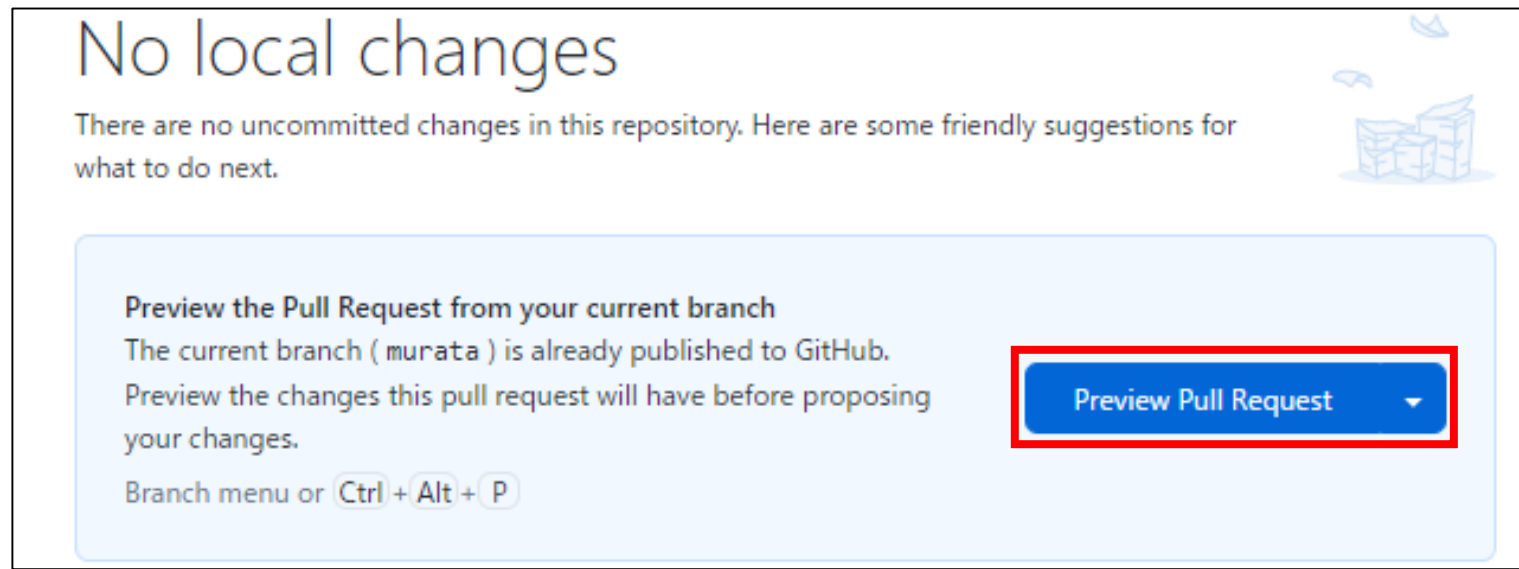 No local changes
There are no uncommitted changes in this repository. Here are some friendly suggestions for
what to do next.
Preview the Pull Request from your current branch
The current branch ( murata ) is already published to GitHub.
Preview the changes this pull request will have before proposing
your changes.
Branch menu or Ctrl + Alt + P
Preview Pull Request